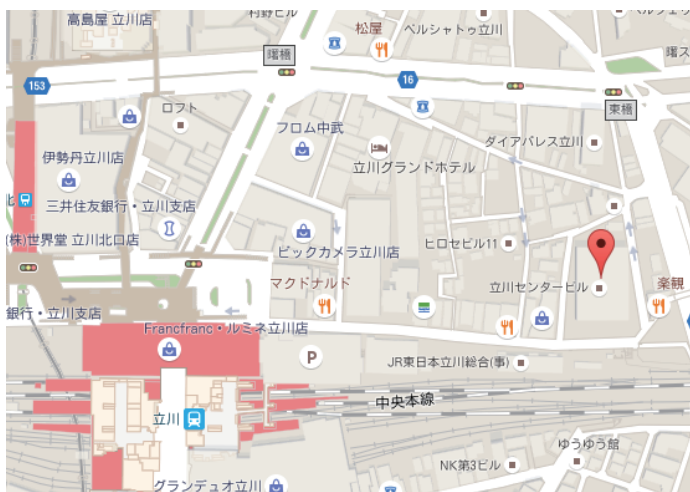 高島屋 立川店
村野ビル
松屋
ベルシャトゥ立川
曙橋
153
16
ロフト
東橋
フロム中武
ダイアパレス立川
伊勢丹立川店
立川グランドホテル
三井住友銀行・立川支店
(株)世界堂 立川北口店
ビックカメラ立川店
ヒロセビル11
マクドナルド
立川センタービル
楽観
銀行・立川支店
Francfranc・ルミネ立川店
P
JR東日本立川総合(事)
中央本線
立川
ゆうゆう館
NK第3ビル
グランデュオ立川